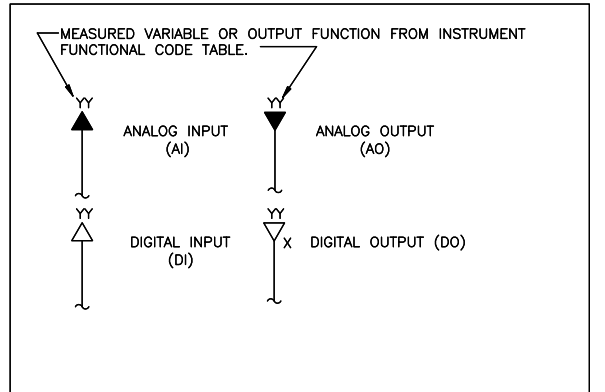 MEASURED VARIABLE OR OUTPUT FUNCTION FROM INSTRUMENT
FUNCTIONAL CODE TABLE.
YY
YY
ANALOG INPUT
(AI)
ANALOG OUTPUT
(AO)
YY
YY
DIGITAL INPUT
(DI)
X
DIGITAL OUTPUT (DO)